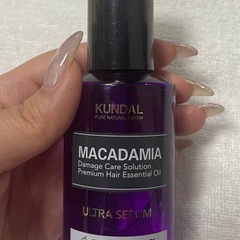 KUNDAL
PURE NATURAL SYSTEM
MACADAMIA
Damage Care Solution
Premium Hair Essential Oil
ULTRA SERUM